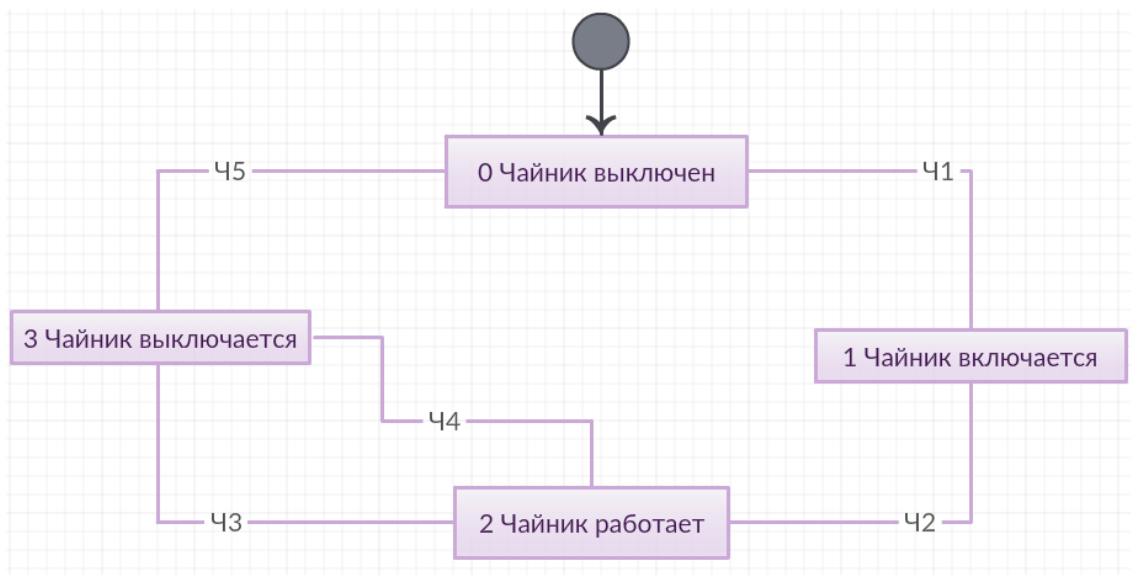 0 Чайник выключен
Ч5
Ч1
3 Чайник выключается
1 Чайник включается
Ч4
Ч3
2 Чайник работает
Ч2